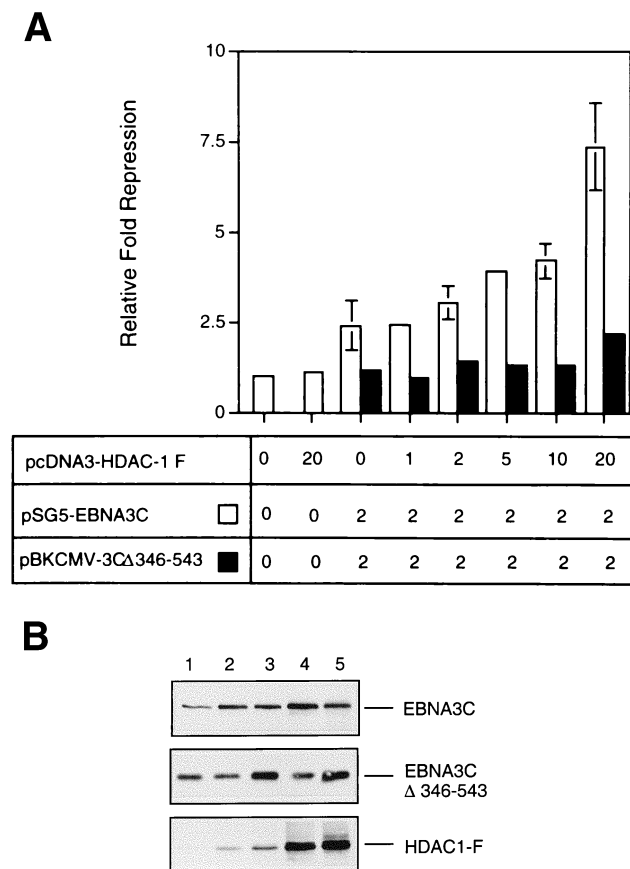 A
Relative Fold Repression
10
7.5
5
2.5
0
pcDNA3-HDAC-1 F 0 20 0 1 2 5 10 20
pSG5-EBNA3C 0 0 2 2 2 2 2 2
pBKCMV-3CΔ346-543 0 0 2 2 2 2 2 2
B
1 2 3 4 5
EBNA3C
EBNA3C
Δ 346-543
HDAC1-F